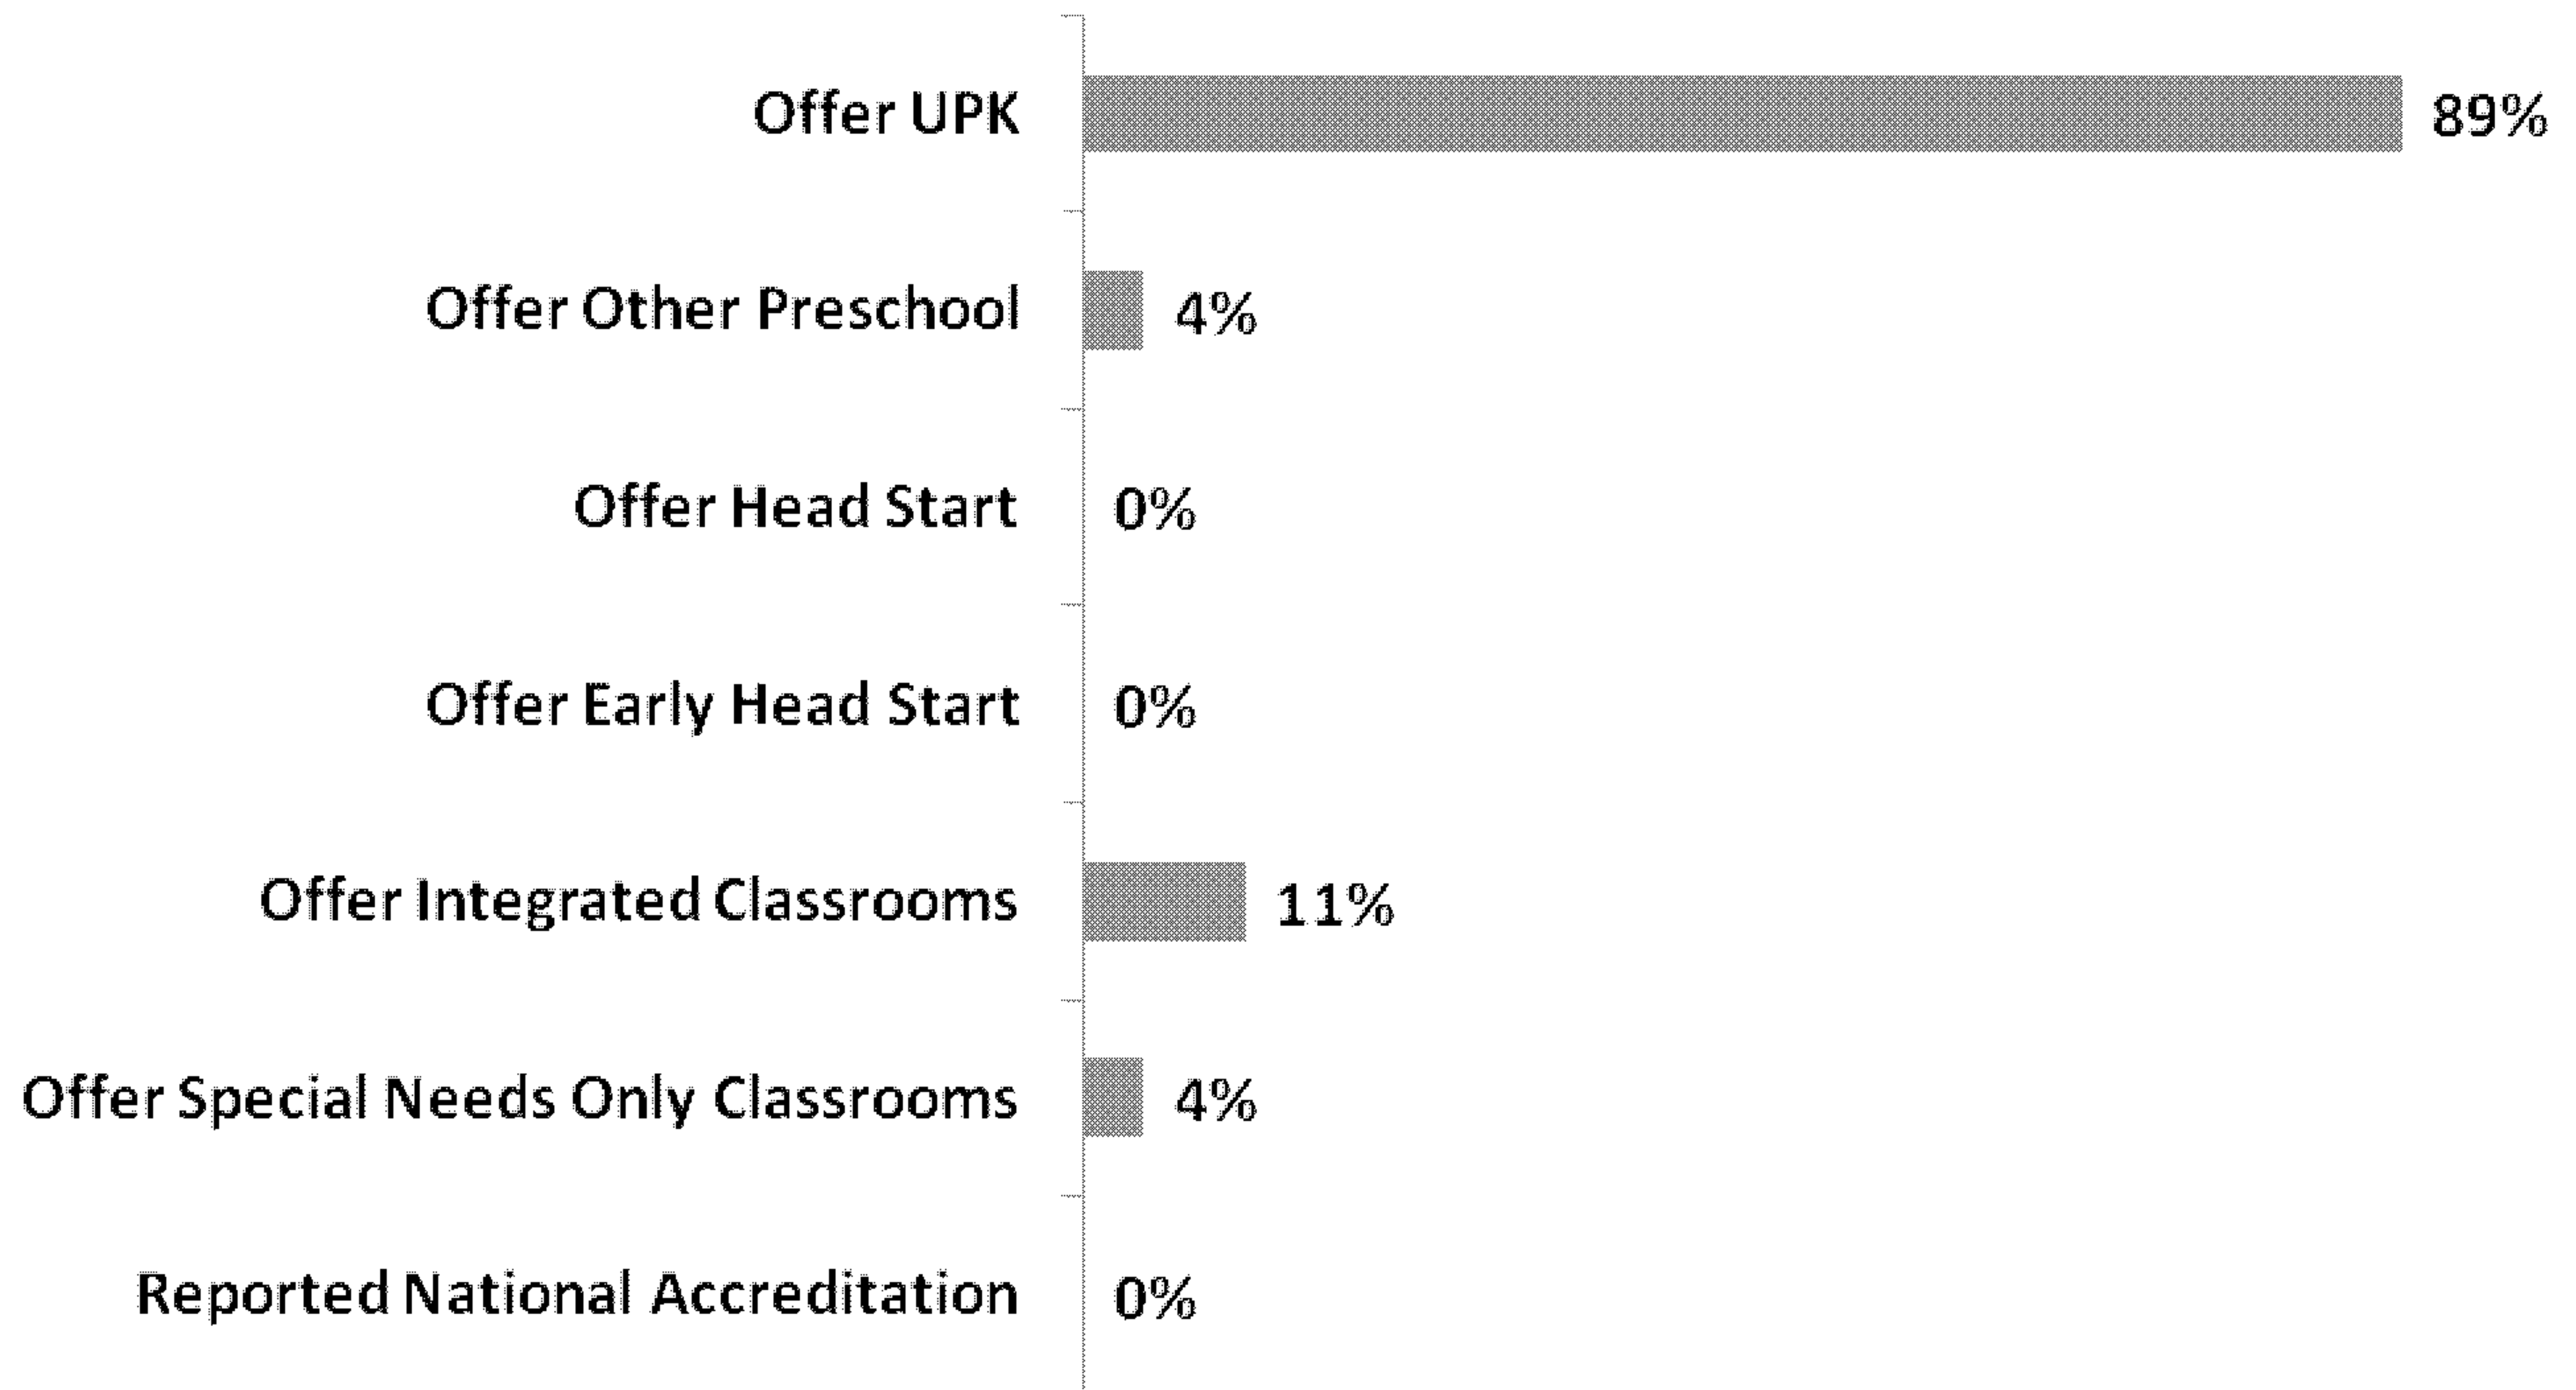 Offer UPK 89%
Offer Other Preschool 4%
Offer Head Start 0%
Offer Early Head Start 0%
Offer Integrated Classrooms 11%
Offer Special Needs Only Classrooms 4%
Reported National Accreditation 0%